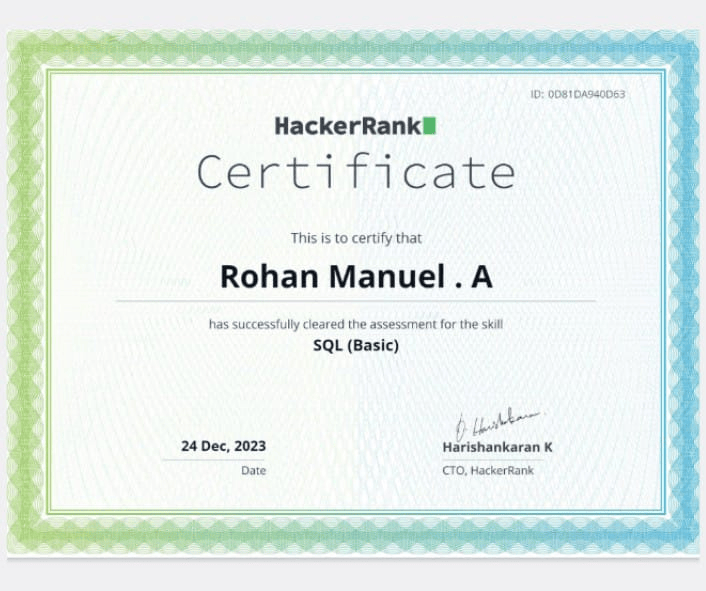 ID: 0D81DA940D63
HackerRank
Certificate
This is to certify that
Rohan Manuel . A
has successfully cleared the assessment for the skill
SQL (Basic)
24 Dec, 2023
Date
Harishankaran K
CTO, HackerRank